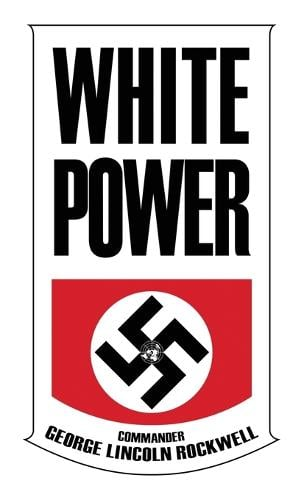 WHITE
POWER
COMMANDER
GEORGE LINCOLN ROCKWELL